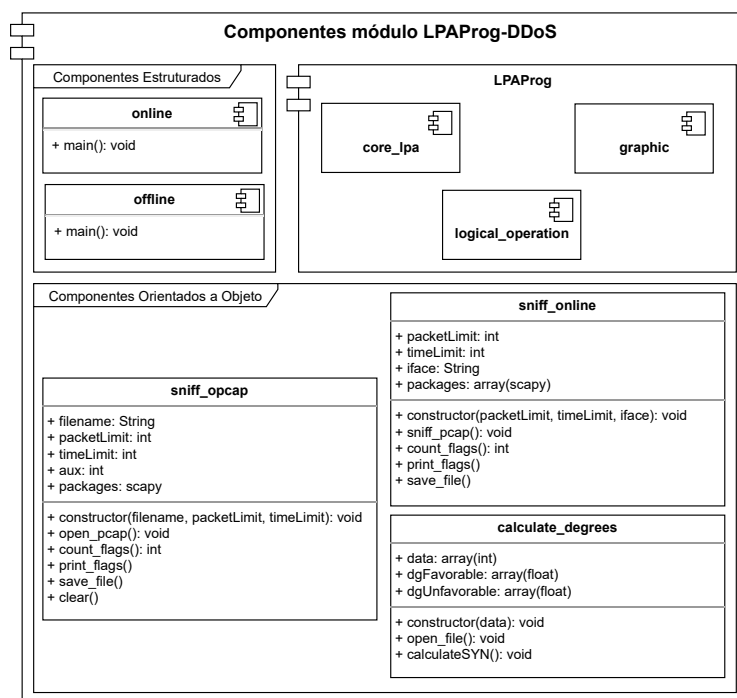 Componentes módulo LPAProg-DDoS
Componentes Estruturados
online
+ main(): void
offline
+ main(): void
LPAProg
core_lpa
graphic
logical_operation
Componentes Orientados a Objeto
sniff_opcap
+ filename: String
+ packetLimit: int
+ timeLimit: int
+ aux: int
+ packages: scapy
+ constructor(filename, packetLimit, timeLimit): void
+ open_pcap(): void
+ count_flags(): int
+ print_flags()
+ save_file()
+ clear()
sniff_online
+ packetLimit: int
+ timeLimit: int
+ iface: String
+ packages: array(scapy)
+ constructor(packetLimit, timeLimit, iface): void
+ sniff_pcap(): void
+ count_flags(): int
+ print_flags()
+ save_file()
calculate_degrees
+ data: array(int)
+ dgFavorable: array(float)
+ dgUnfavorable: array(float)
+ constructor(data): void
+ open_file(): void
+ calculateSYN(): void